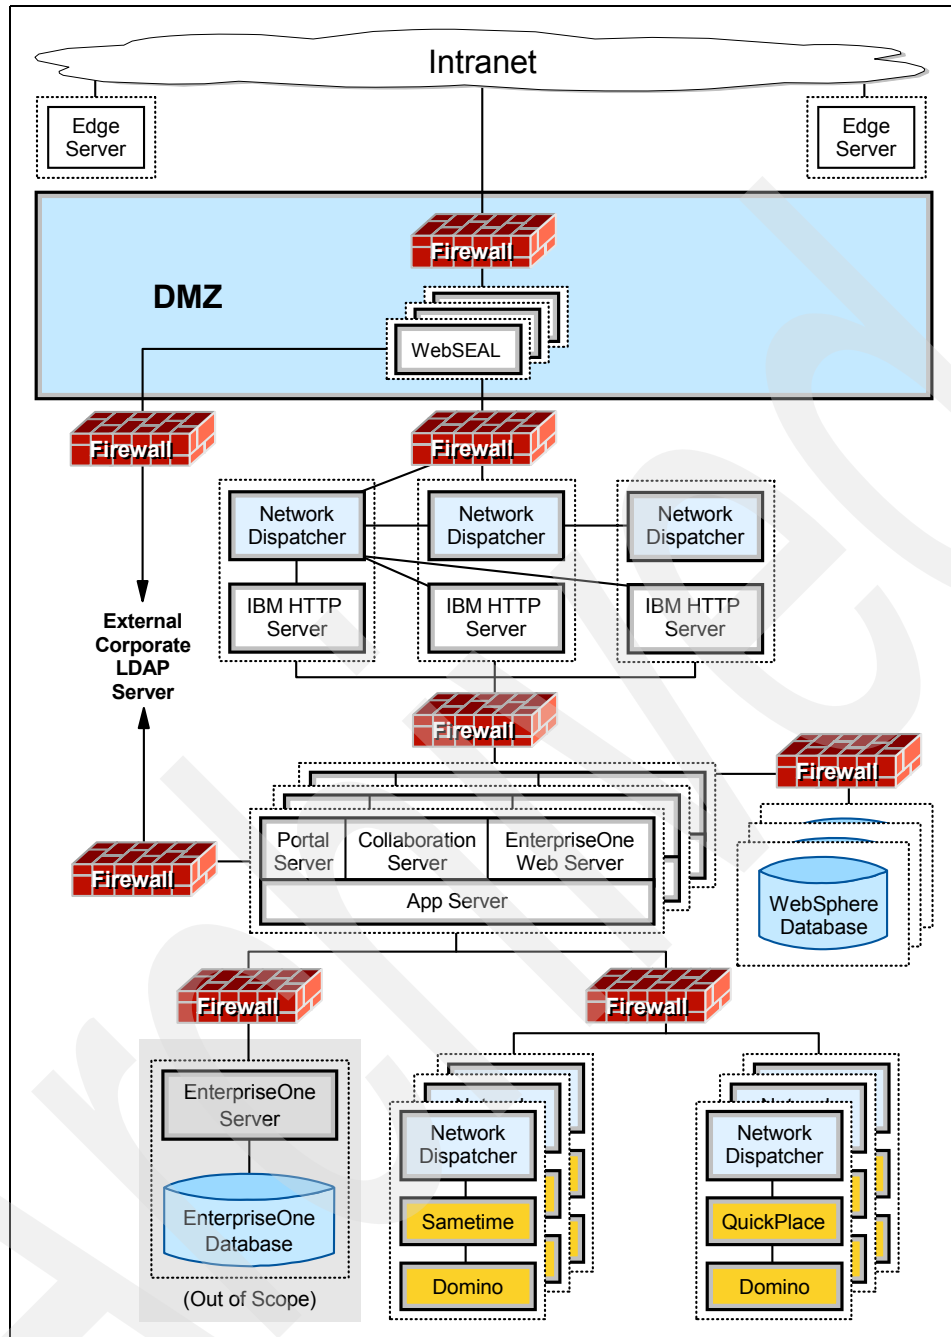 Intranet
Edge
Server
Edge
Server
Firewall
DMZ
WebSEAL
Firewall
Firewall
Network
Dispatcher
Network
Dispatcher
Network
Dispatcher
IBM HTTP
Server
IBM HTTP
Server
IBM HTTP
Server
External
Corporate
LDAP
Server
Firewall
Firewall
Portal
Server
Collaboration
Server
EnterpriseOne
Web Server
App Server
Firewall
WebSphere
Database
Firewall
Firewall
EnterpriseOne
Server
EnterpriseOne
Database
(Out of Scope)
Network
Dispatcher
Sametime
Domino
Network
Dispatcher
QuickPlace
Domino